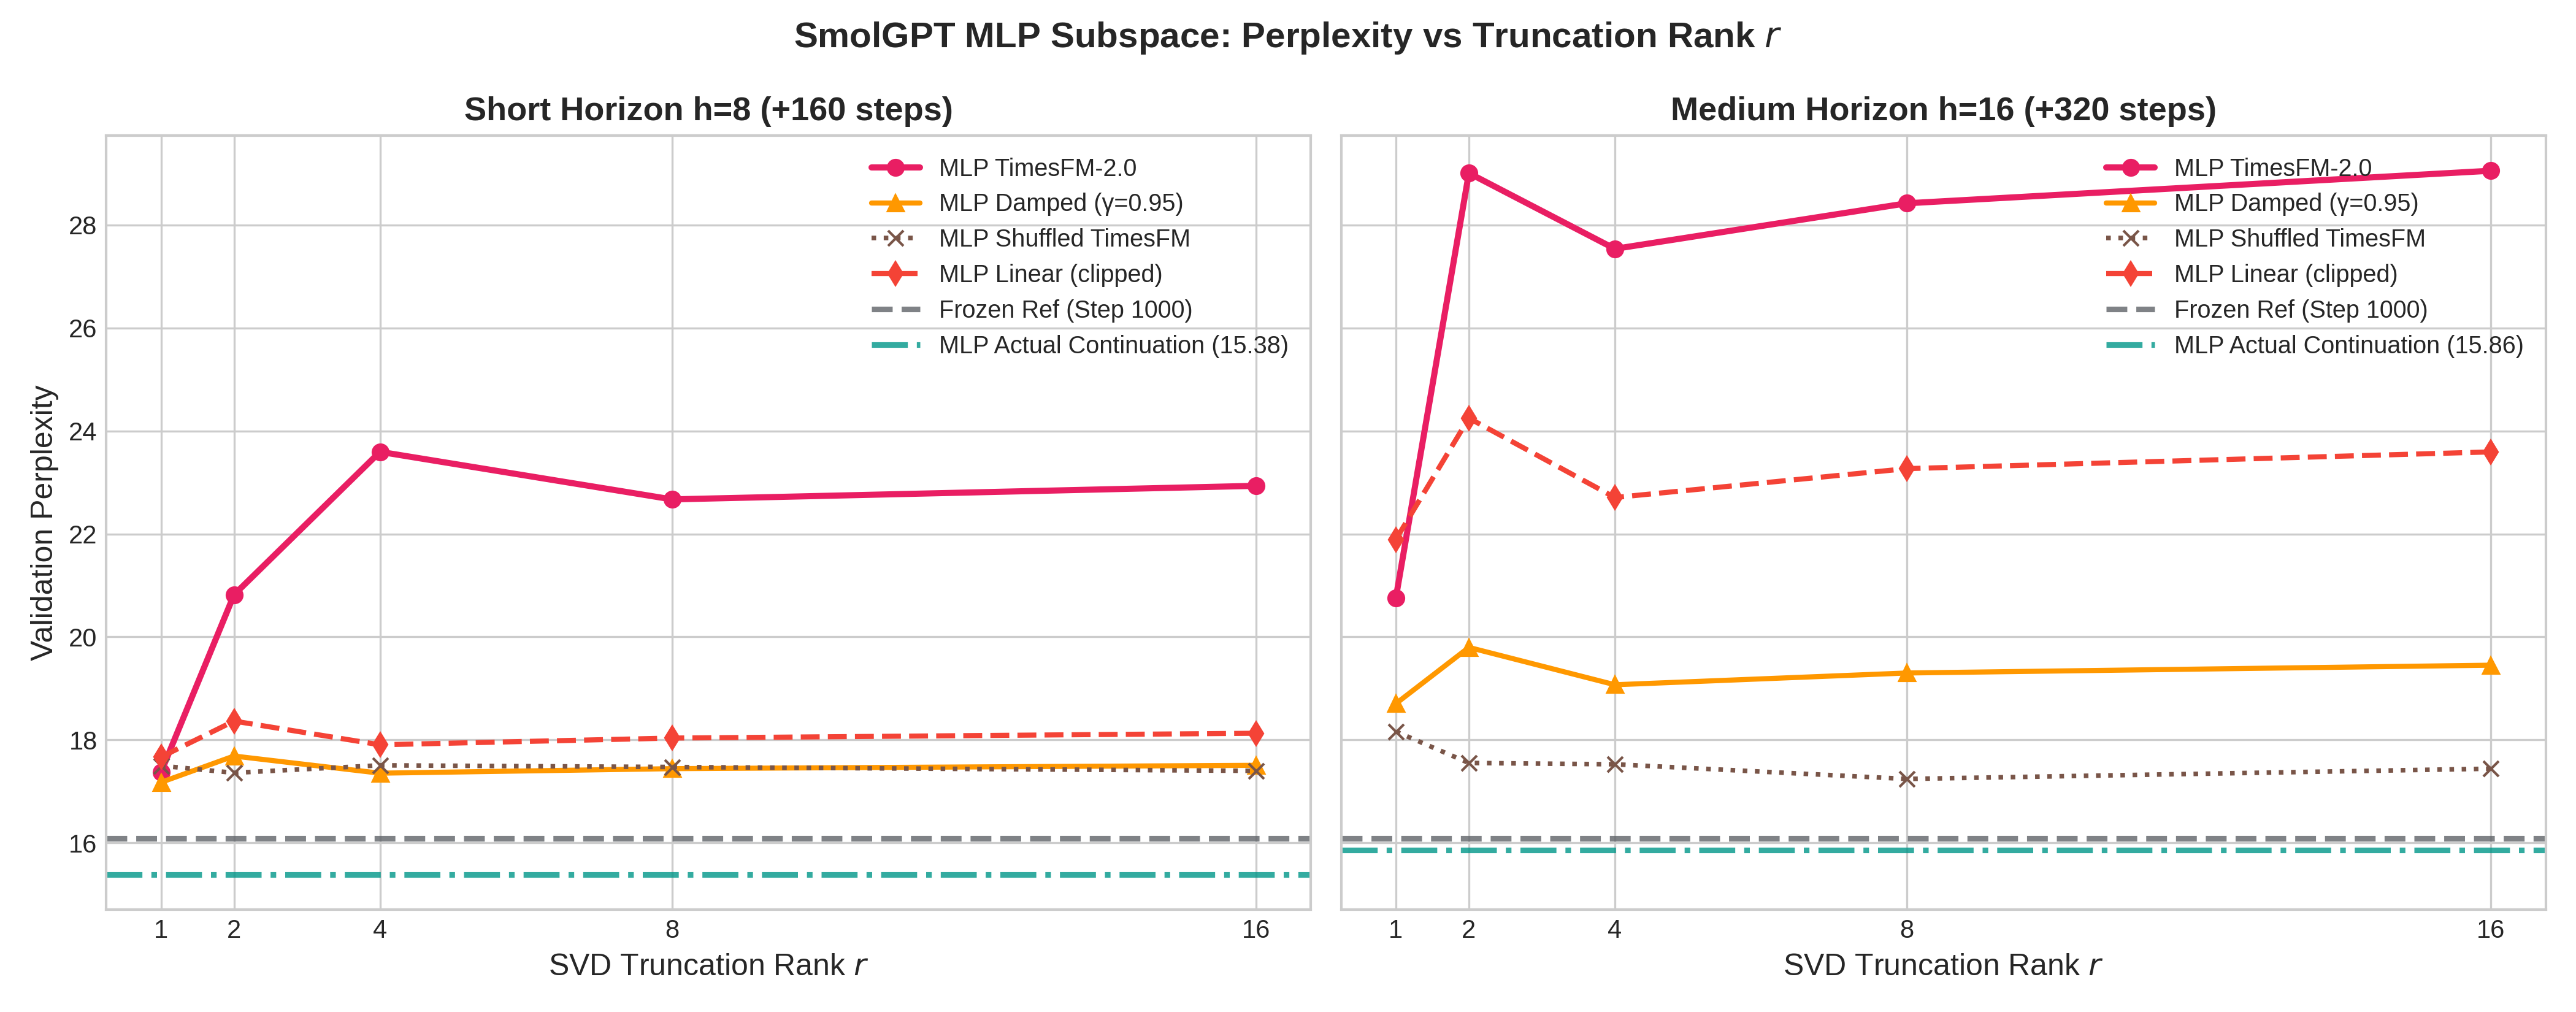 SmolGPT MLP Subspace: Perplexity vs Truncation Rank r
Short Horizon h=8 (+160 steps)
MLP TimesFM-2.0
MLP Damped (γ=0.95)
MLP Shuffled TimesFM
MLP Linear (clipped)
Frozen Ref (Step 1000)
MLP Actual Continuation (15.38)
Validation Perplexity
28
26
24
22
20
18
16
1 2 4 8 16
SVD Truncation Rank r
Medium Horizon h=16 (+320 steps)
MLP TimesFM-2.0
MLP Damped (γ=0.95)
MLP Shuffled TimesFM
MLP Linear (clipped)
Frozen Ref (Step 1000)
MLP Actual Continuation (15.86)
1 2 4 8 16
SVD Truncation Rank r